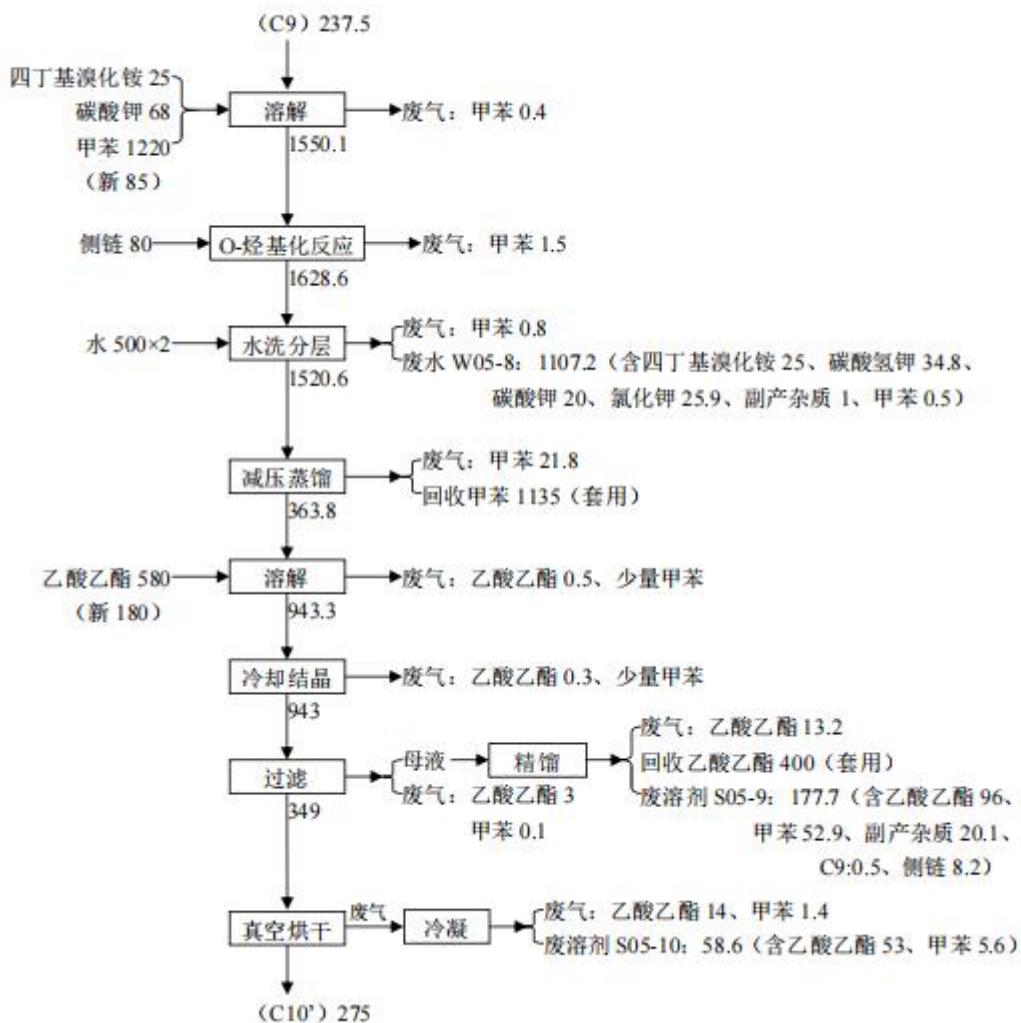 （C9）237.5
四丁基溴化铵 25
碳酸钾 68
甲苯 1220
（新 85）
溶解
废气：甲苯 0.4
1550.1
侧链 80
O-烃基化反应
废气：甲苯 1.5
1628.6
水 500×2
水洗分层
废气：甲苯 0.8
废水 W05-8：1107.2（含四丁基溴化铵 25、碳酸氢钾 34.8、
碳酸钾 20、氯化钾 25.9、副产杂质 1、甲苯 0.5）
1520.6
减压蒸馏
废气：甲苯 21.8
回收甲苯 1135（套用）
363.8
乙酸乙酯 580
（新 180）
溶解
废气：乙酸乙酯 0.5、少量甲苯
943.3
冷却结晶
废气：乙酸乙酯 0.3、少量甲苯
943
过滤
母液
精馏
废气：乙酸乙酯 13.2
回收乙酸乙酯 400（套用）
废溶剂 S05-9：177.7（含乙酸乙酯 96、
甲苯 52.9、副产杂质 20.1、
C9:0.5、侧链 8.2）
废气：乙酸乙酯 3
甲苯 0.1
349
真空烘干
废气
冷凝
废气：乙酸乙酯 14、甲苯 1.4
废溶剂 S05-10：58.6（含乙酸乙酯 53、甲苯 5.6）
（C10’）275